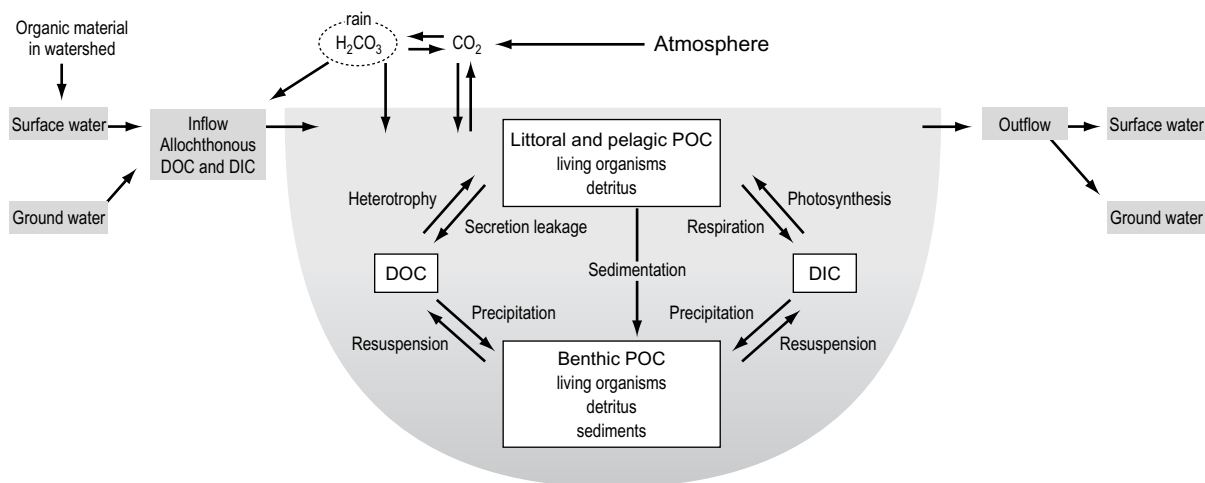 Organic material
in watershed
rain
H₂CO₃
CO₂
Atmosphere
Surface water
Inflow
Allochthonous
DOC and DIC
Ground water
Outflow
Surface water
Ground water
Littoral and pelagic POC
living organisms
detritus
Heterotrophy
Secretion leakage
Respiration
Photosynthesis
DOC
Sedimentation
DIC
Precipitation
Precipitation
Resuspension
Resuspension
Benthic POC
living organisms
detritus
sediments